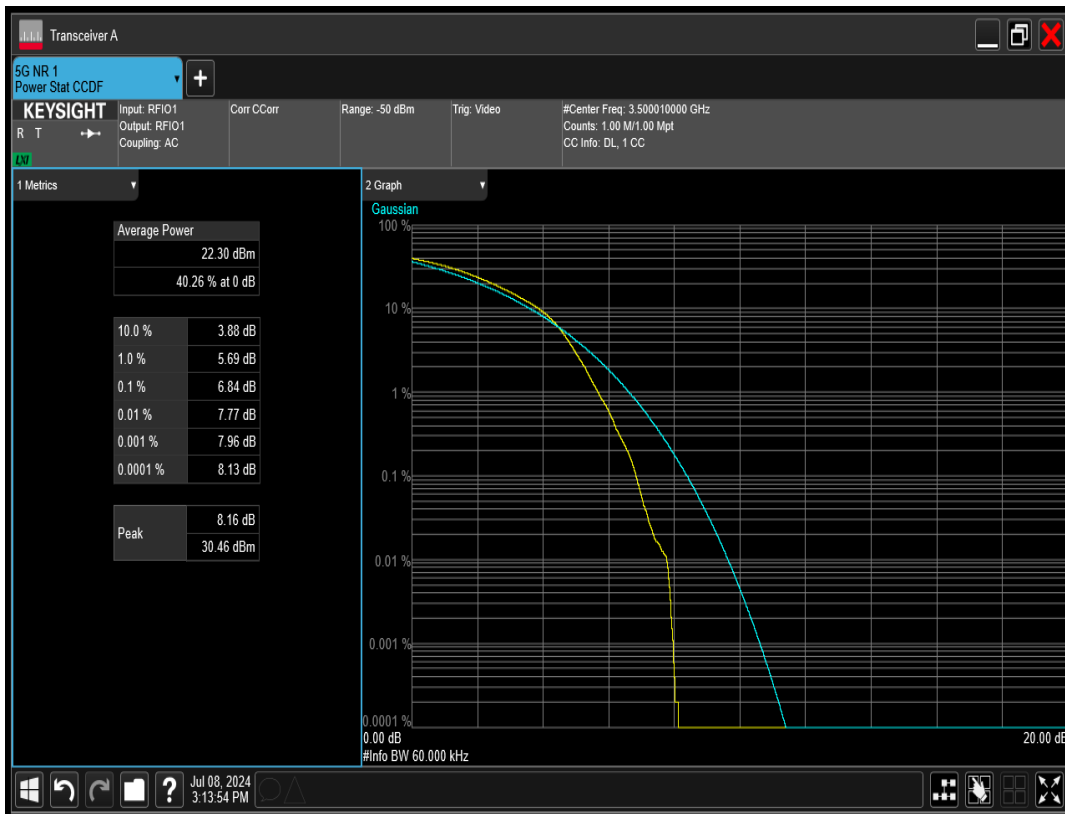 Transceiver A
5G NR 1
Power Stat CCDF
+
KEYSIGHT
R T
LXI
Input: RFIO1
Output: RFIO1
Coupling: AC
Corr CCorr
Range: -50 dBm
Trig: Video
#Center Freq: 3.500010000 GHz
Counts: 1.00 M/1.00 Mpt
CC Info: DL, 1 CC
1 Metrics
Average Power
22.30 dBm
40.26 % at 0 dB
10.0 % 3.88 dB
1.0 % 5.69 dB
0.1 % 6.84 dB
0.01 % 7.77 dB
0.001 % 7.96 dB
0.0001 % 8.13 dB
Peak
8.16 dB
30.46 dBm
2 Graph
Gaussian
100 %
10 %
1 %
0.1 %
0.01 %
0.001 %
0.0001 %
0.00 dB
20.00 dB
#Info BW 60.000 kHz
?
Jul 08, 2024
3:13:54 PM